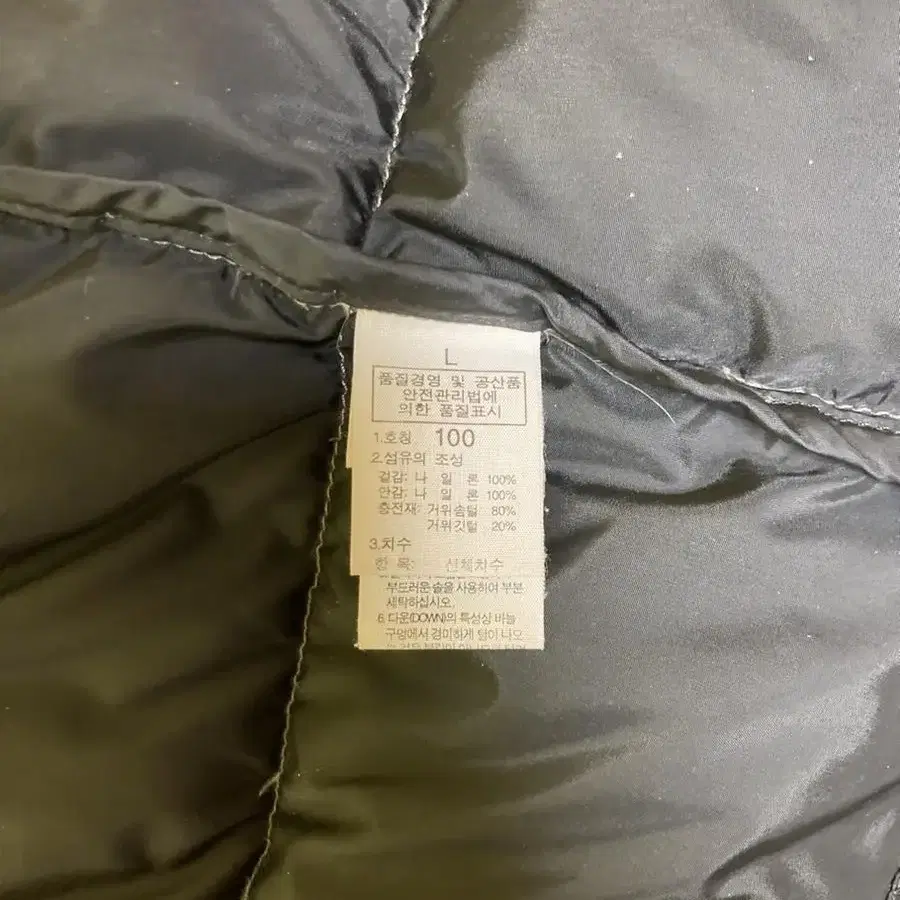 L
품질경영 및 공산품
안전관리법에
의한 품질표시
1.호칭 100
2.섬유의 조성
겉감: 나 일 론 100%
안감: 나 일 론 100%
충전재: 거위솜털 80%
거위깃털 20%
3.치수
항 목: 신체치수
부드러운 솔을 사용하여 부분
세탁하십시오.
6. 다운(DOWN)의 특성상 바늘
구멍에서 경미하게 털이 나오